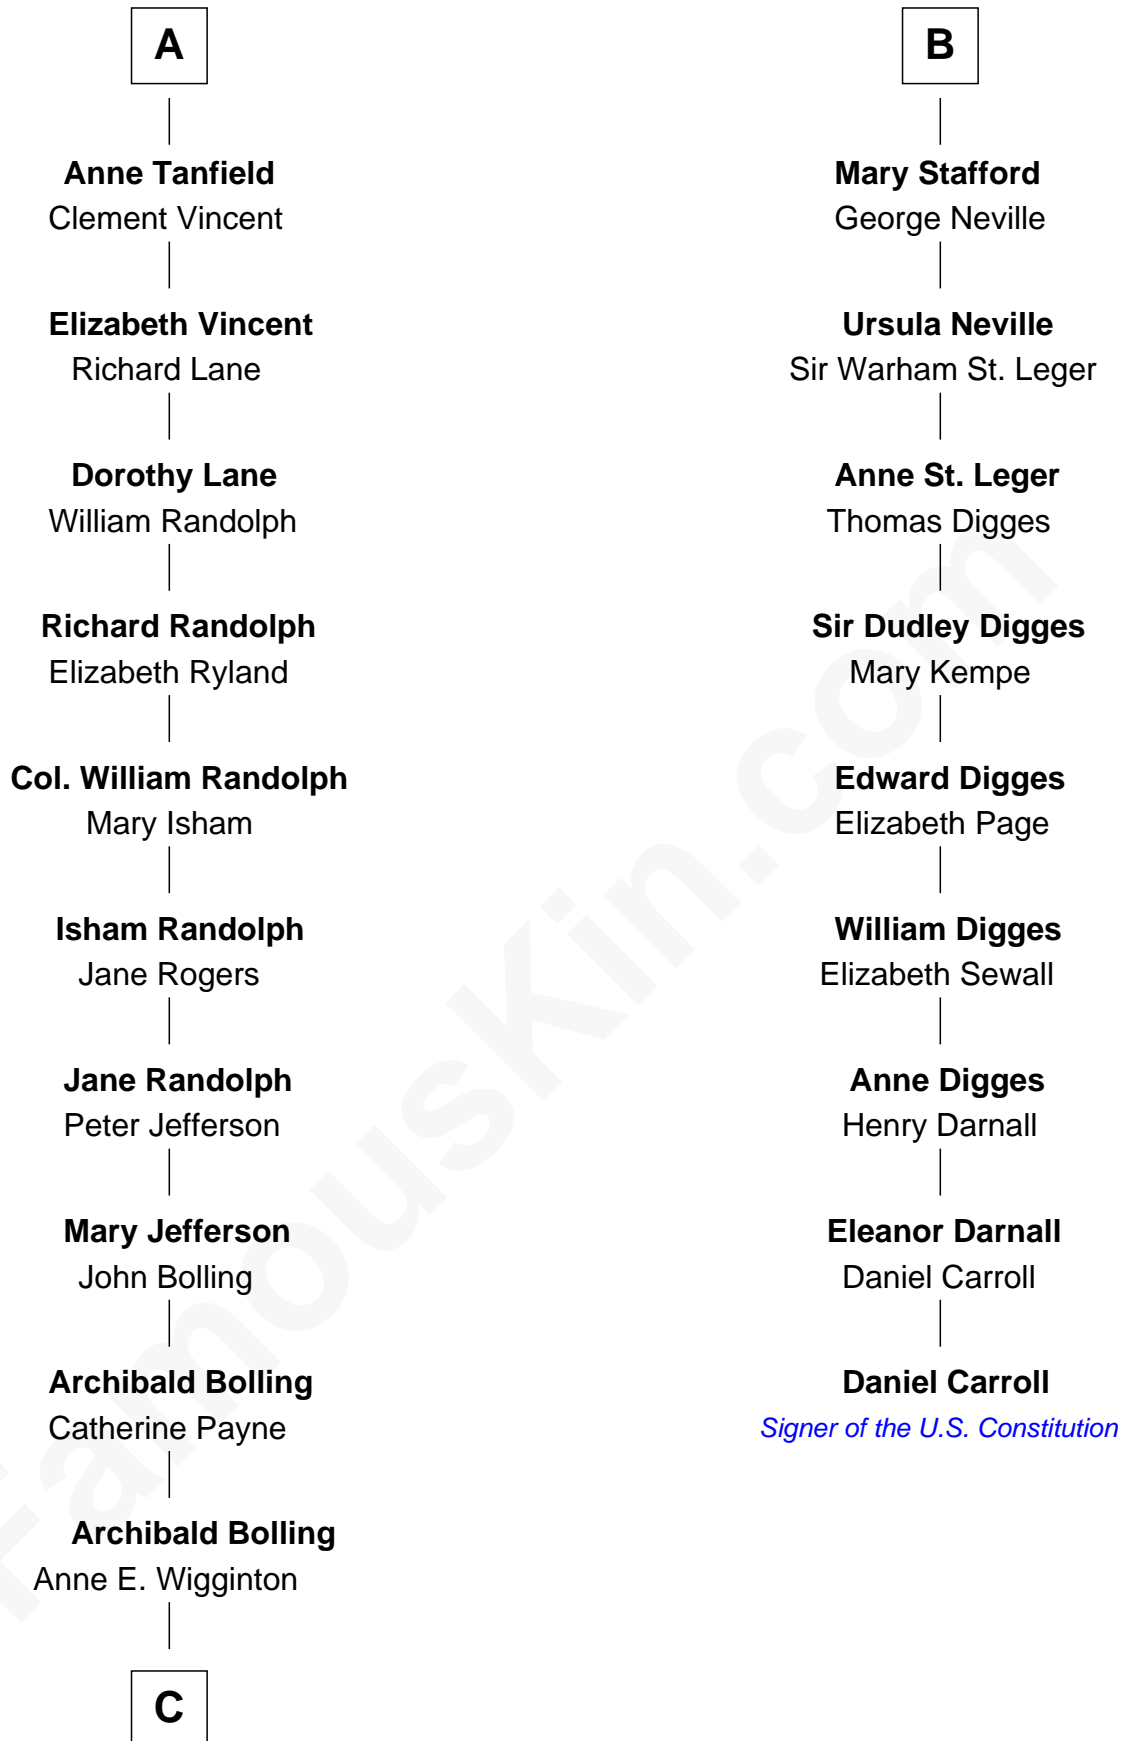 A
Anne Tanfield
Clement Vincent
Elizabeth Vincent
Richard Lane
Dorothy Lane
William Randolph
Richard Randolph
Elizabeth Ryland
Col. William Randolph
Mary Isham
Isham Randolph
Jane Rogers
Jane Randolph
Peter Jefferson
Mary Jefferson
John Bolling
Archibald Bolling
Catherine Payne
Archibald Bolling
Anne E. Wigginton
C
B
Mary Stafford
George Neville
Ursula Neville
Sir Warham St. Leger
Anne St. Leger
Thomas Digges
Sir Dudley Digges
Mary Kempe
Edward Digges
Elizabeth Page
William Digges
Elizabeth Sewall
Anne Digges
Henry Darnall
Eleanor Darnall
Daniel Carroll
Daniel Carroll
Signer of the U.S. Constitution
FamousKin.com